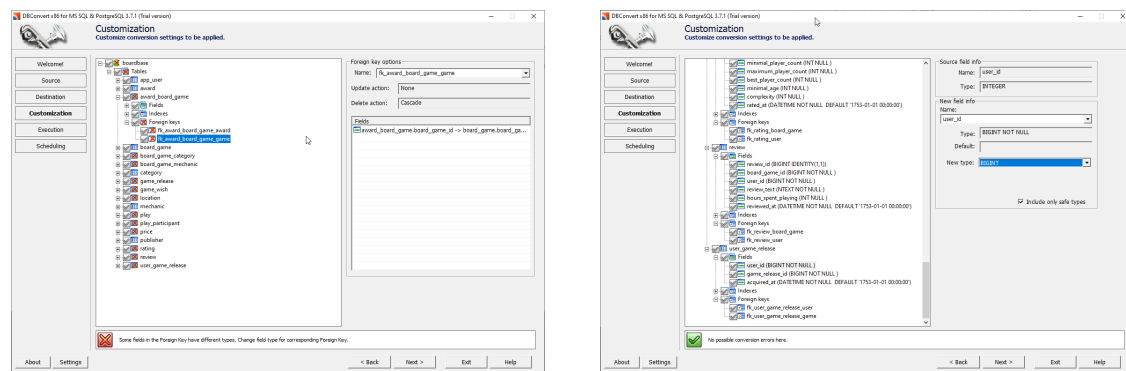 DBConvert x86 for MS SQL & PostgreSQL 3.7.1 (Trial version)
Customization
Customize conversion settings to be applied.
Welcome!
Source
Destination
Customization
Execution
Scheduling
boardbase
Tables
app_user
award
award_board_game
Fields
Indexes
Foreign keys
fk_award_board_game_award
fk_award_board_game_game
board_game
board_game_category
board_game_mechanic
category
game_release
game_wish
location
mechanic
play
play_participant
price
publisher
rating
review
user_game_release
Foreign key options
Name: fk_award_board_game_game
Update action: None
Delete action: Cascade
Fields
award_board_game.board_game_id -> board_game.board_ga...
Some fields in the Foreign Key have different types. Change field type for corresponding Foreign Key.
About Settings < Back Next > Exit Help
DBConvert x86 for MS SQL & PostgreSQL 3.7.1 (Trial version)
Customization
Customize conversion settings to be applied.
Welcome!
Source
Destination
Customization
Execution
Scheduling
minimal_player_count (INT NULL )
maximum_player_count (INT NULL )
best_player_count (INT NULL )
minimal_age (INT NULL )
complexity (INT NULL )
rated_at (DATETIME NOT NULL DEFAULT '1753-01-01 00:00:00')
Indexes
Foreign keys
fk_rating_board_game
fk_rating_user
review
Fields
review_id (BIGINT IDENTITY(1,1))
board_game_id (BIGINT NOT NULL )
user_id (BIGINT NOT NULL )
review_text (NTEXT NOT NULL )
hours_spent_playing (INT NULL )
reviewed_at (DATETIME NOT NULL DEFAULT '1753-01-01 00:00:00')
Indexes
Foreign keys
fk_review_board_game
fk_review_user
user_game_release
Fields
user_id (BIGINT NOT NULL )
game_release_id (BIGINT NOT NULL )
acquired_at (DATETIME NOT NULL DEFAULT '1753-01-01 00:00:00')
Indexes
Foreign keys
fk_user_game_release_user
fk_user_game_release_game
Source field info
Name: user_id
Type: INTEGER
New field info
Name:
user_id
Type: BIGINT NOT NULL
Default:
New type: BIGINT
Include only safe types
No possible conversion errors here.
About Settings < Back Next > Exit Help